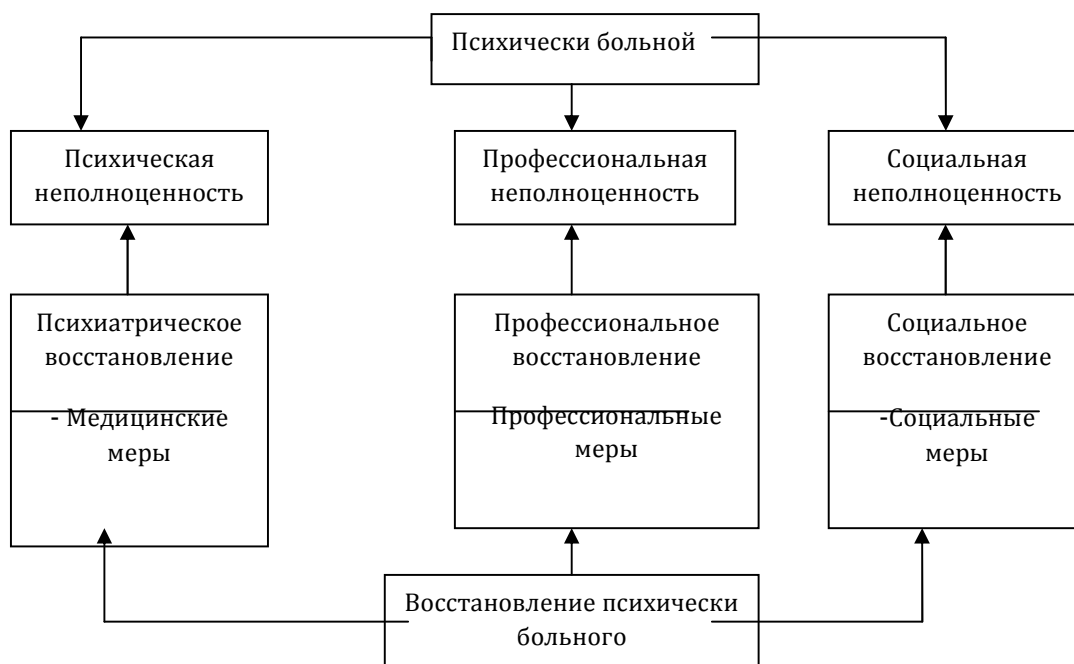 Психически больной
Психическая
неполноценность
Профессиональная
неполноценность
Социальная
неполноценность
Психиатрическое
восстановление
- Медицинские
меры
Профессиональное
восстановление
Профессиональные
меры
Социальное
восстановление
-Социальные
меры
Восстановление психически
больного